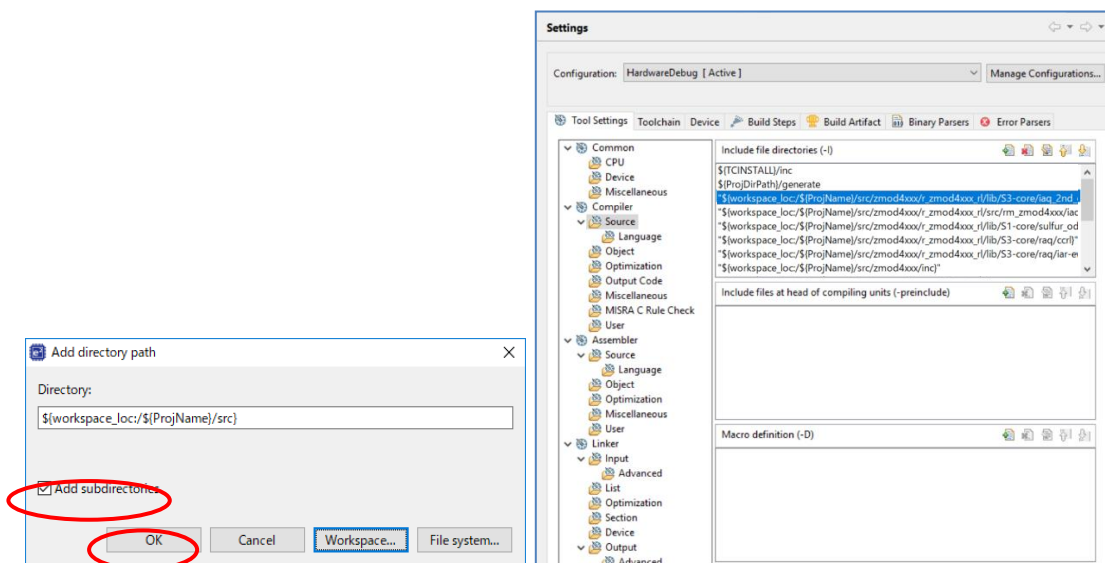 Settings
Configuration: HardwareDebug [ Active ]
Manage Configurations...
Tool Settings Toolchain Device Build Steps Build Artifact Binary Parsers Error Parsers
Common
CPU
Device
Miscellaneous
Compiler
Source
Language
Object
Optimization
Output Code
Miscellaneous
MISRA C Rule Check
User
Assembler
Source
Language
Object
Optimization
Miscellaneous
User
Linker
Input
Advanced
List
Optimization
Section
Device
Output
Advanced
Include file directories (-I)
${TCINSTALL}/inc
${ProjDirPath}/generate
"${workspace_loc:/${ProjName}/src/zmod4xxx/r_zmod4xxx_rl/lib/S3-core/iaq_2nd_
"${workspace_loc:/${ProjName}/src/zmod4xxx/r_zmod4xxx_rl/src/rm_zmod4xxx/iaq
"${workspace_loc:/${ProjName}/src/zmod4xxx/r_zmod4xxx_rl/lib/S1-core/sulfur_od
"${workspace_loc:/${ProjName}/src/zmod4xxx/r_zmod4xxx_rl/lib/S3-core/raq/ccrl}"
"${workspace_loc:/${ProjName}/src/zmod4xxx/r_zmod4xxx_rl/lib/S3-core/raq/iar-e
"${workspace_loc:/${ProjName}/src/zmod4xxx/inc}"
Include files at head of compiling units (-preinclude)
Macro definition (-D)
Add directory path
Directory:
${workspace_loc:/${ProjName}/src}
Add subdirectories
OK Cancel Workspace... File system...